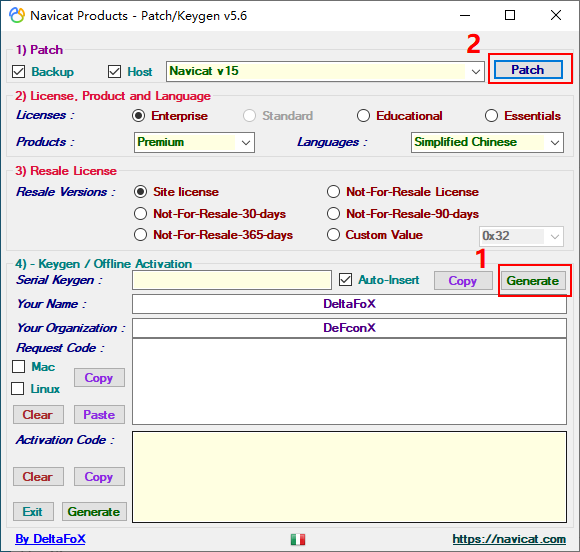 Navicat Products - Patch/Keygen v5.6
1) Patch
2
Backup Host Navicat v15 Patch
2) License, Product and Language
Licenses : Enterprise Standard Educational Essentials
Products : Premium Languages : Simplified Chinese
3) Resale License
Resale Versions : Site license Not-For-Resale License
Not-For-Resale-30-days Not-For-Resale-90-days
Not-For-Resale-365-days Custom Value 0x32
4) - Keygen / Offline Activation
1
Serial Keygen : Auto-Insert Copy Generate
Your Name : DeltaFoX
Your Organization : DeFconX
Request Code :
Mac
Copy
Linux
Clear Paste
Activation Code :
Clear Copy
Exit Generate
By DeltaFoX https://navicat.com